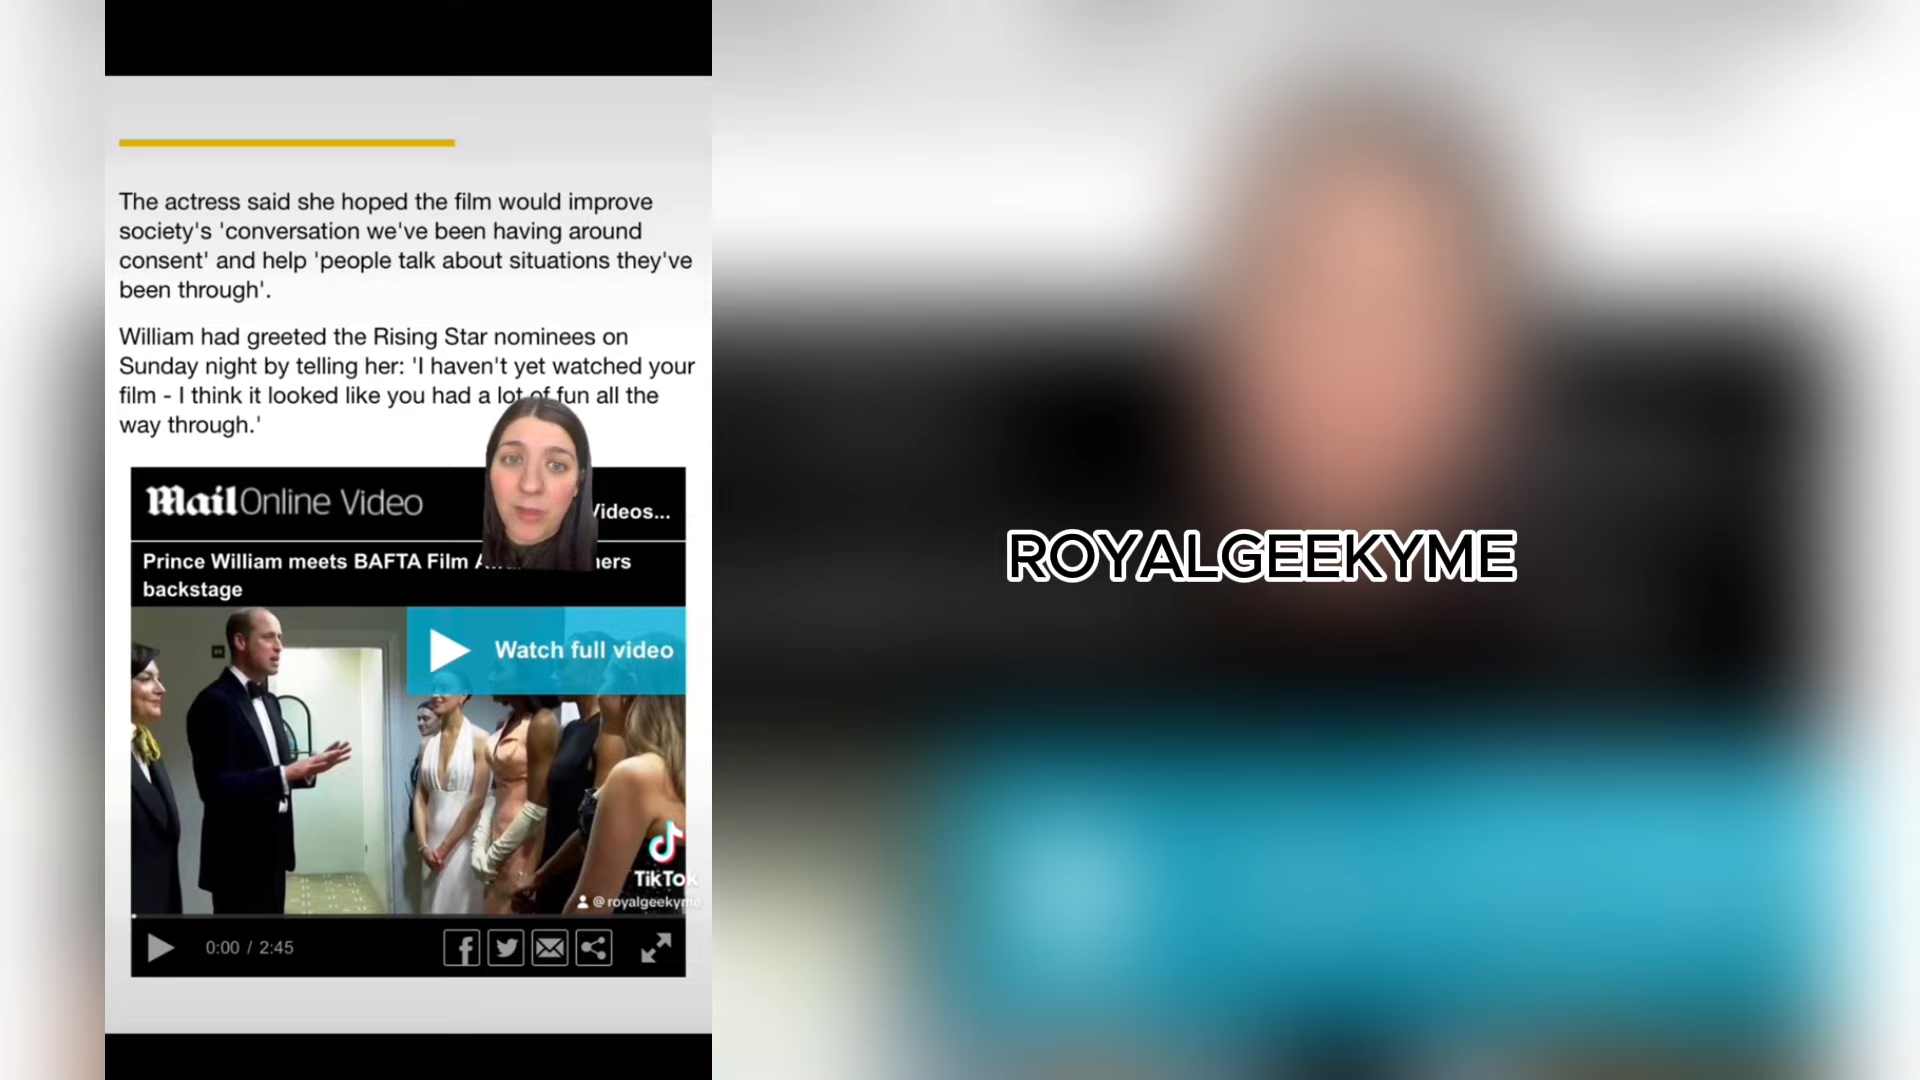 The actress said she hoped the film would improve
society's 'conversation we've been having around
consent' and help 'people talk about situations they've
been through'.
William had greeted the Rising Star nominees on
Sunday night by telling her: 'I haven't yet watched your
film - I think it looked like you had a lot of fun all the
way through.'
Mail Online Video
Videos...
Prince William meets BAFTA Film
backstage
Watch full video
TikTok
@royalgeekyme
0:00 / 2:45
ROYALGEEKYME